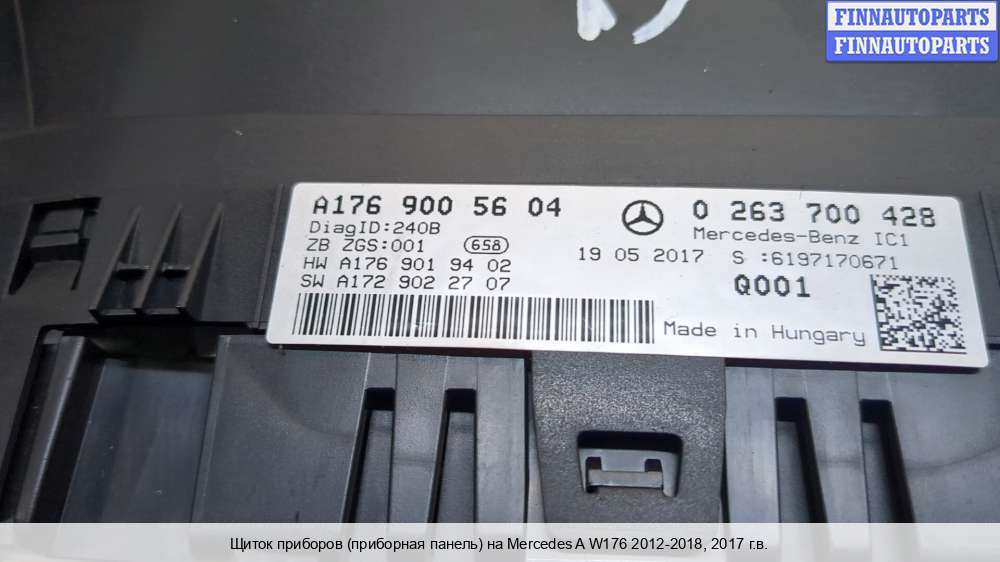 FINNAUTOPARTS
FINNAUTOPARTS
A176 900 56 04
DiagID:240B
ZB ZGS:001 658
HW A176 901 94 02
SW A172 902 27 07
0 263 700 428
Mercedes-Benz IC1
19 05 2017 S :6197170671
Q001
Made in Hungary
Щиток приборов (приборная панель) на Mercedes A W176 2012-2018, 2017 г.в.